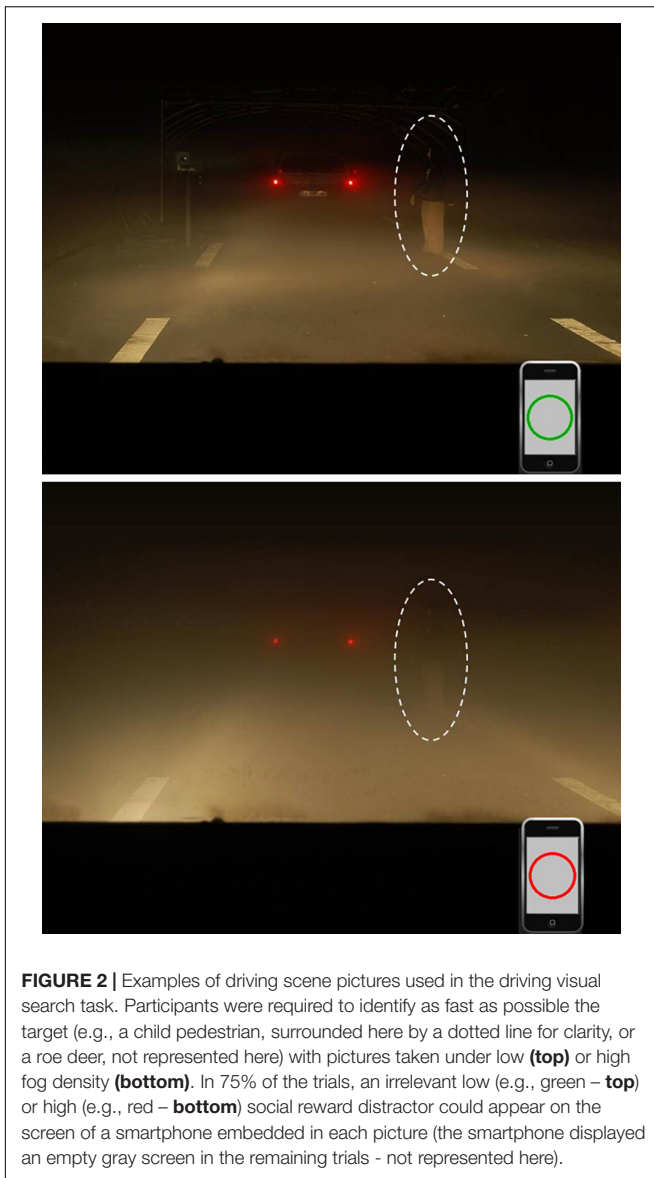 FIGURE 2 | Examples of driving scene pictures used in the driving visual
search task. Participants were required to identify as fast as possible the
target (e.g., a child pedestrian, surrounded here by a dotted line for clarity, or
a roe deer, not represented here) with pictures taken under low (top) or high
fog density (bottom). In 75% of the trials, an irrelevant low (e.g., green – top)
or high (e.g., red – bottom) social reward distractor could appear on the
screen of a smartphone embedded in each picture (the smartphone displayed
an empty gray screen in the remaining trials - not represented here).